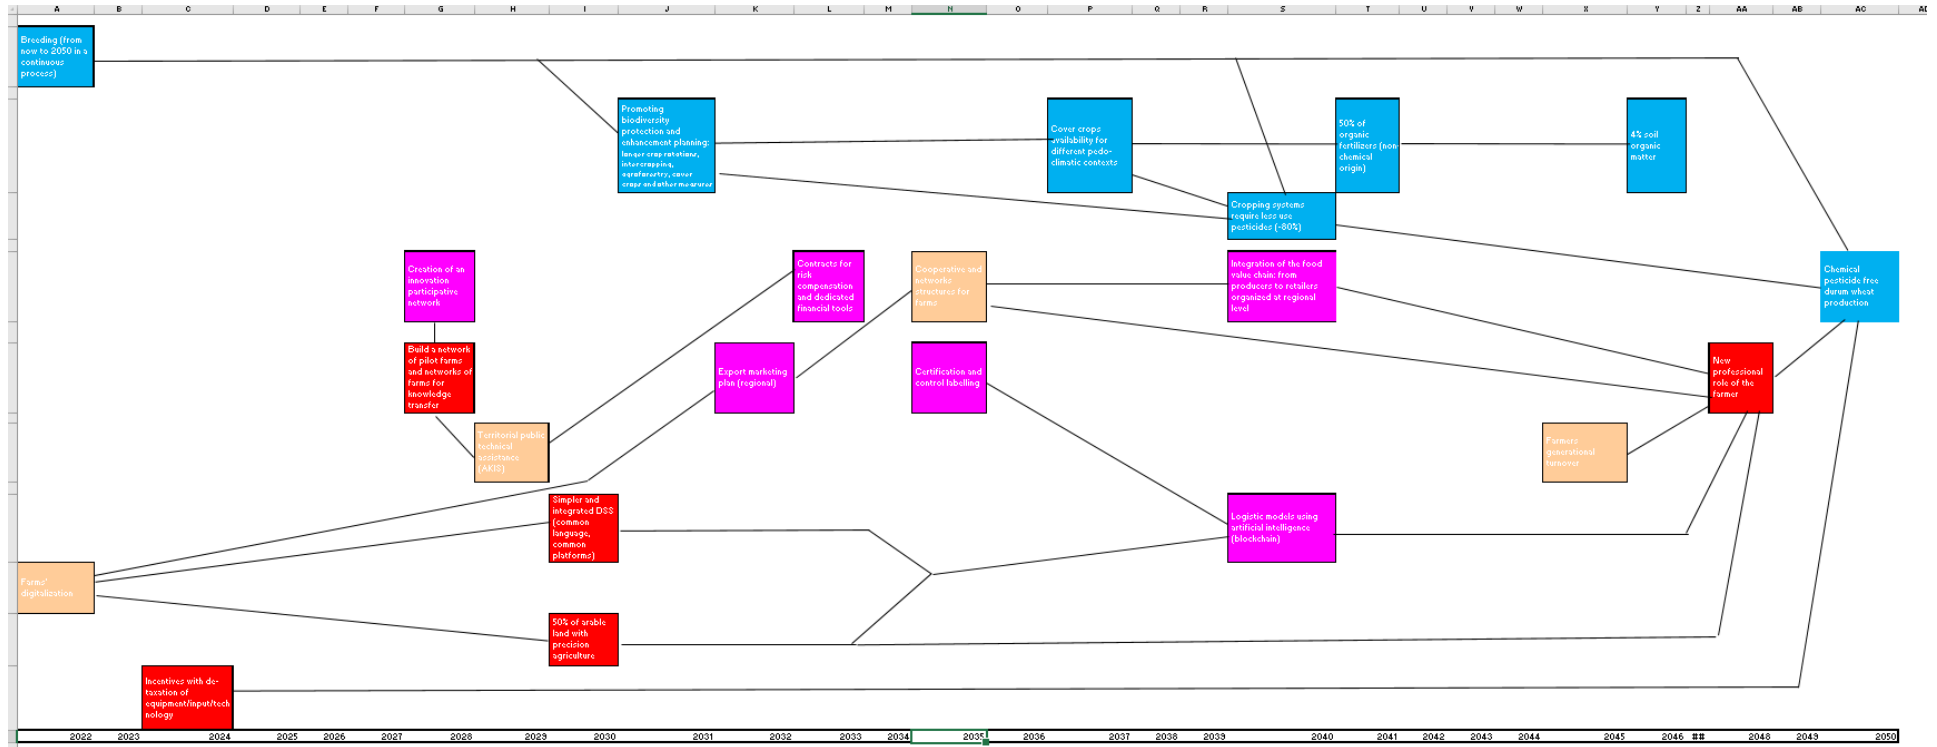 A B C D E F G H I J K L M N O P Q R S T U V W X Y Z AA AB AC AD
Breeding (from
now to 2050 in a
continuous
process)
Promoting
biodiversity
protection and
enhancement planning:
longer crop rotations,
intercropping,
agroforestry, cover
crops and other measures
Cover crops
availability for
different pedo-
climatic contexts
50% of
organic
fertilizers (non-
chemical
origin)
4% soil
organic
matter
Cropping systems
require less use
pesticides (-80%)
Creation of an
innovation
participative
network
Contracts for
risk
compensation
and dedicated
financial tools
Cooperative and
networks
structures for
farms
Integration of the food
value chain: from
producers to retailers
organized at regional
level
Chemical
pesticide free
durum wheat
production
Build a network
of pilot farms
and networks of
farms for
knowledge
transfer
Export marketing
plan (regional)
Certification and
control labelling
New
professional
role of the
farmer
Territorial public
technical
assistance
(AKIS)
Farmers
generational
turnover
Simpler and
integrated DSS
(common
language,
common
platforms)
Logistic models using
artificial intelligence
(blockchain)
Farms'
digitalization
50% of arable
land with
precision
agriculture
Incentives with de-
taxation of
equipment/input/tech
nology
2022 2023 2024 2025 2026 2027 2028 2029 2030 2031 2032 2033 2034 2035 2036 2037 2038 2039 2040 2041 2042 2043 2044 2045 2046 ## 2048 2049 2050